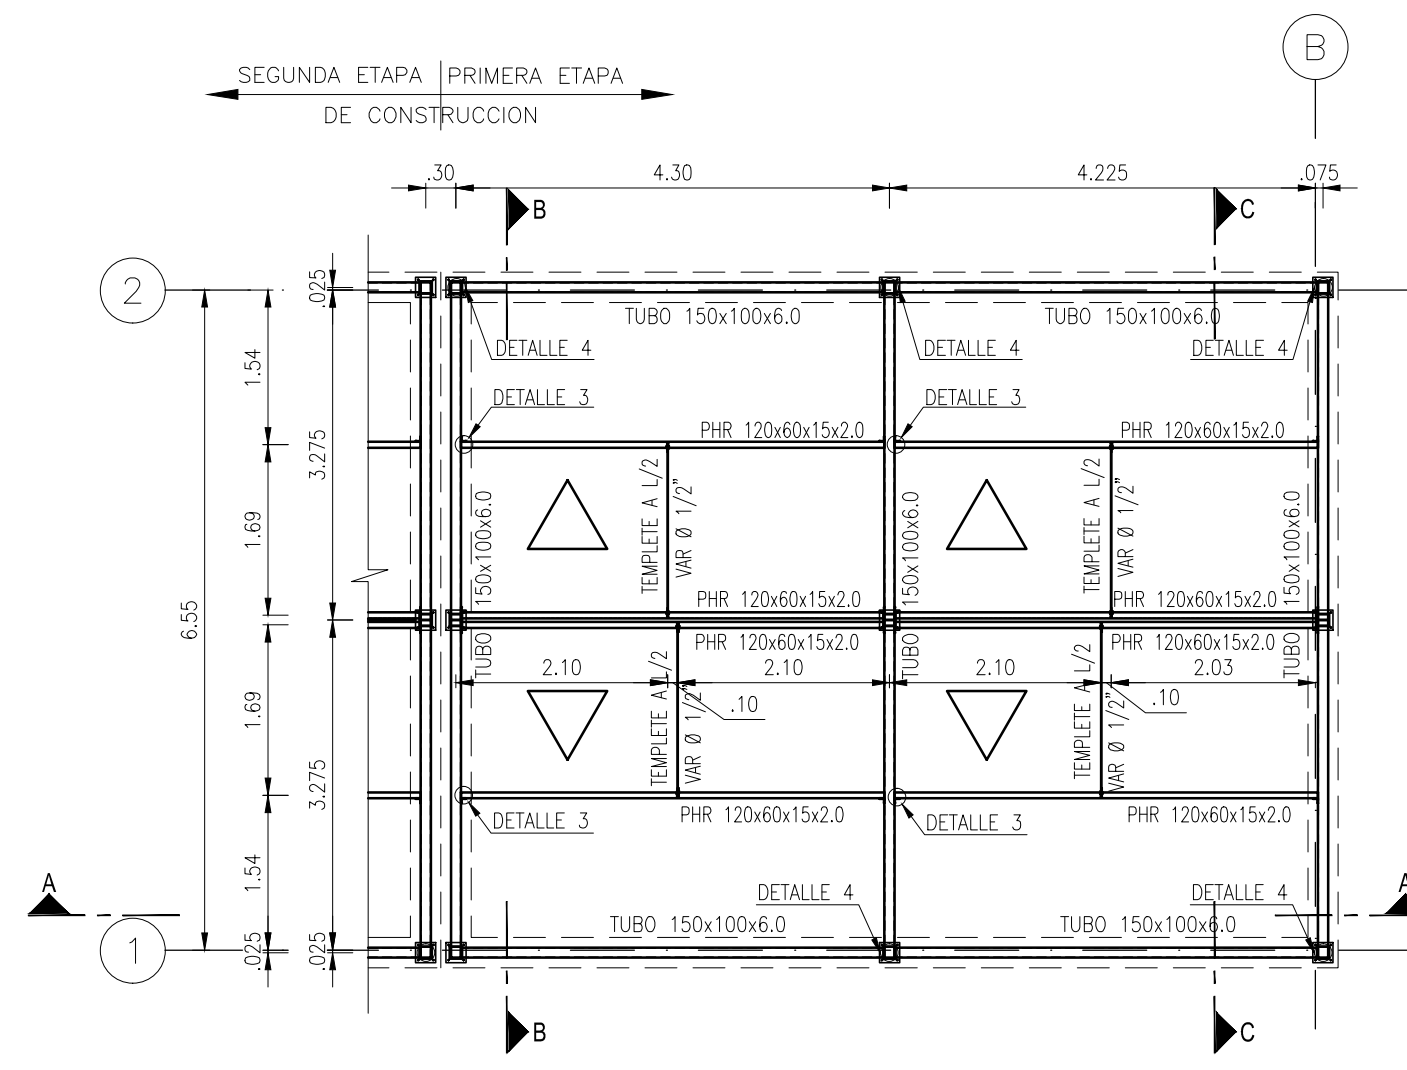 B
SEGUNDA ETAPA PRIMERA ETAPA
DE CONSTRUCCION
.30
4.30
4.225
.075
B
C
2
.025
TUBO 150x100x6.0
TUBO 150x100x6.0
DETALLE 4
DETALLE 4
DETALLE 4
1.54
DETALLE 3
DETALLE 3
PHR 120x60x15x2.0
PHR 120x60x15x2.0
3.275
1.69
TEMPLETE A L/2
VAR Ø 1/2"
TEMPLETE A L/2
VAR Ø 1/2"
TUBO 150x100x6.0
TUBO 150x100x6.0
TUBO 150x100x6.0
6.55
PHR 120x60x15x2.0
PHR 120x60x15x2.0
PHR 120x60x15x2.0
PHR 120x60x15x2.0
2.10
2.10
2.10
2.03
.10
.10
1.69
3.275
TEMPLETE A L/2
VAR Ø 1/2"
TEMPLETE A L/2
VAR Ø 1/2"
DETALLE 3
DETALLE 3
PHR 120x60x15x2.0
PHR 120x60x15x2.0
1.54
A
DETALLE 4
DETALLE 4
A
TUBO 150x100x6.0
TUBO 150x100x6.0
1
.025
.025
B
C